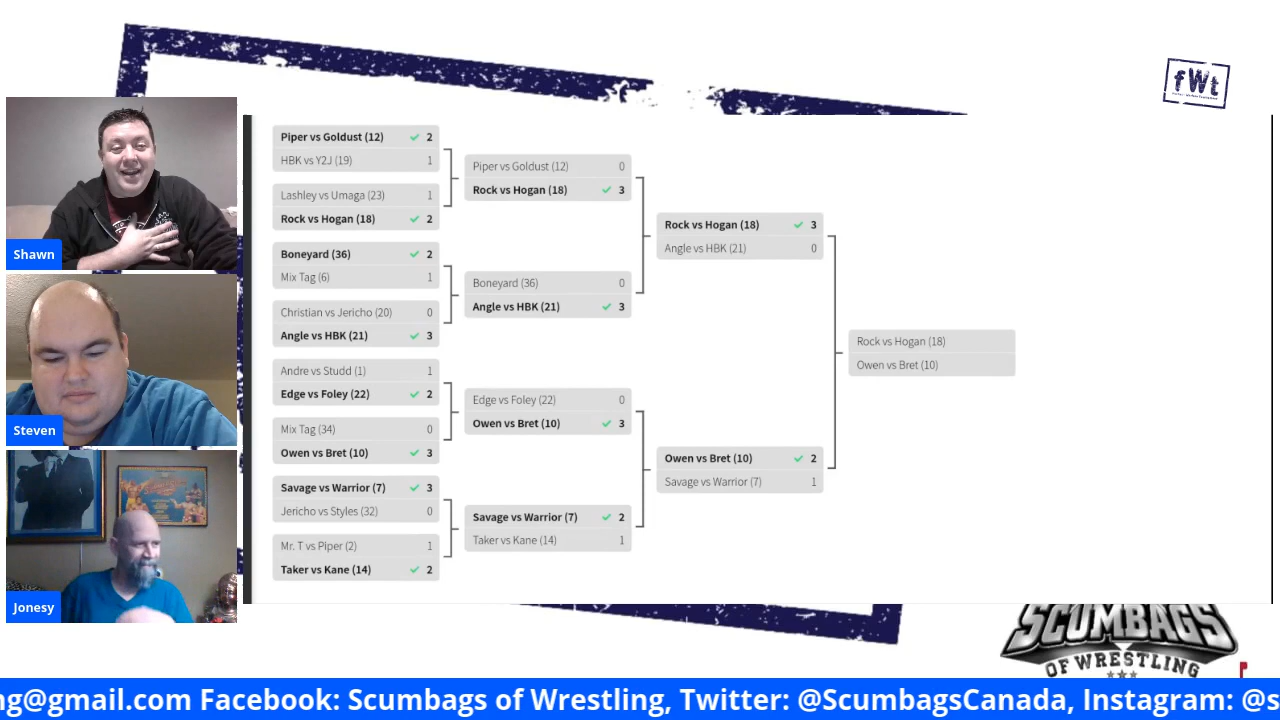 fWt
Shawn
Steven
Jonesy
Piper vs Goldust (12) 2
HBK vs Y2J (19) 1
Lashley vs Umaga (23) 1
Rock vs Hogan (18) 2
Boneyard (36) 2
Mix Tag (6) 1
Christian vs Jericho (20) 0
Angle vs HBK (21) 3
Andre vs Studd (1) 1
Edge vs Foley (22) 2
Mix Tag (34) 0
Owen vs Bret (10) 3
Savage vs Warrior (7) 3
Jericho vs Styles (32) 0
Mr. T vs Piper (2) 1
Taker vs Kane (14) 2
Piper vs Goldust (12) 0
Rock vs Hogan (18) 3
Boneyard (36) 0
Angle vs HBK (21) 3
Edge vs Foley (22) 0
Owen vs Bret (10) 3
Savage vs Warrior (7) 2
Taker vs Kane (14) 1
Rock vs Hogan (18) 3
Angle vs HBK (21) 0
Owen vs Bret (10) 2
Savage vs Warrior (7) 1
Rock vs Hogan (18)
Owen vs Bret (10)
SCUMBAGS
OF WRESTLING
ng@gmail.com Facebook: Scumbags of Wrestling, Twitter: @ScumbagsCanada, Instagram: @s